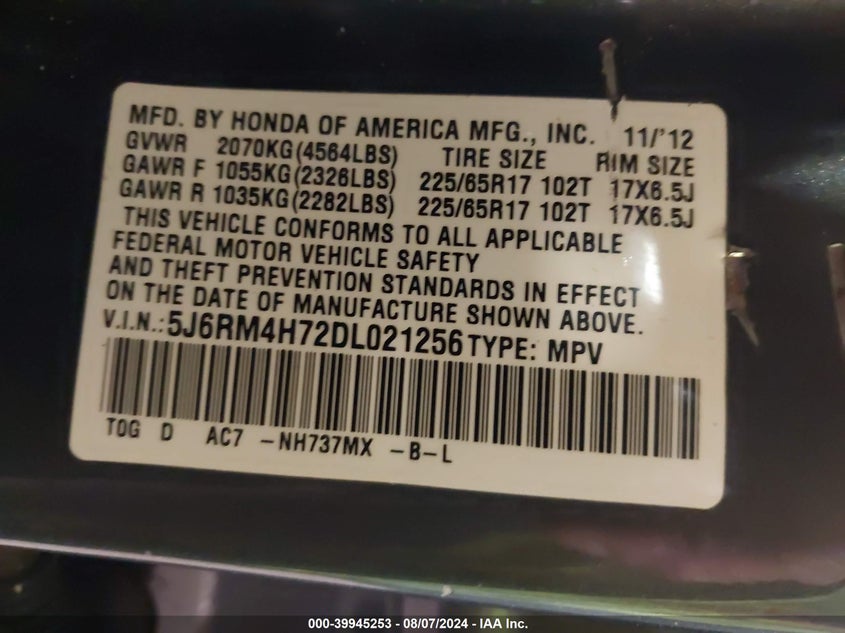 MFD. BY HONDA OF AMERICA MFG., INC. 11/'12
GVWR 2070KG(4564LBS) TIRE SIZE RIM SIZE
GAWR F 1055KG(2326LBS) 225/65R17 102T 17X6.5J
GAWR R 1035KG(2282LBS) 225/65R17 102T 17X6.5J
THIS VEHICLE CONFORMS TO ALL APPLICABLE
FEDERAL MOTOR VEHICLE SAFETY
AND THEFT PREVENTION STANDARDS IN EFFECT
ON THE DATE OF MANUFACTURE SHOWN ABOVE.
V.I.N.: 5J6RM4H72DL021256 TYPE: MPV
TOG D AC7 -NH737MX -B-L
000-39945253 - 08/07/2024 - IAA Inc.